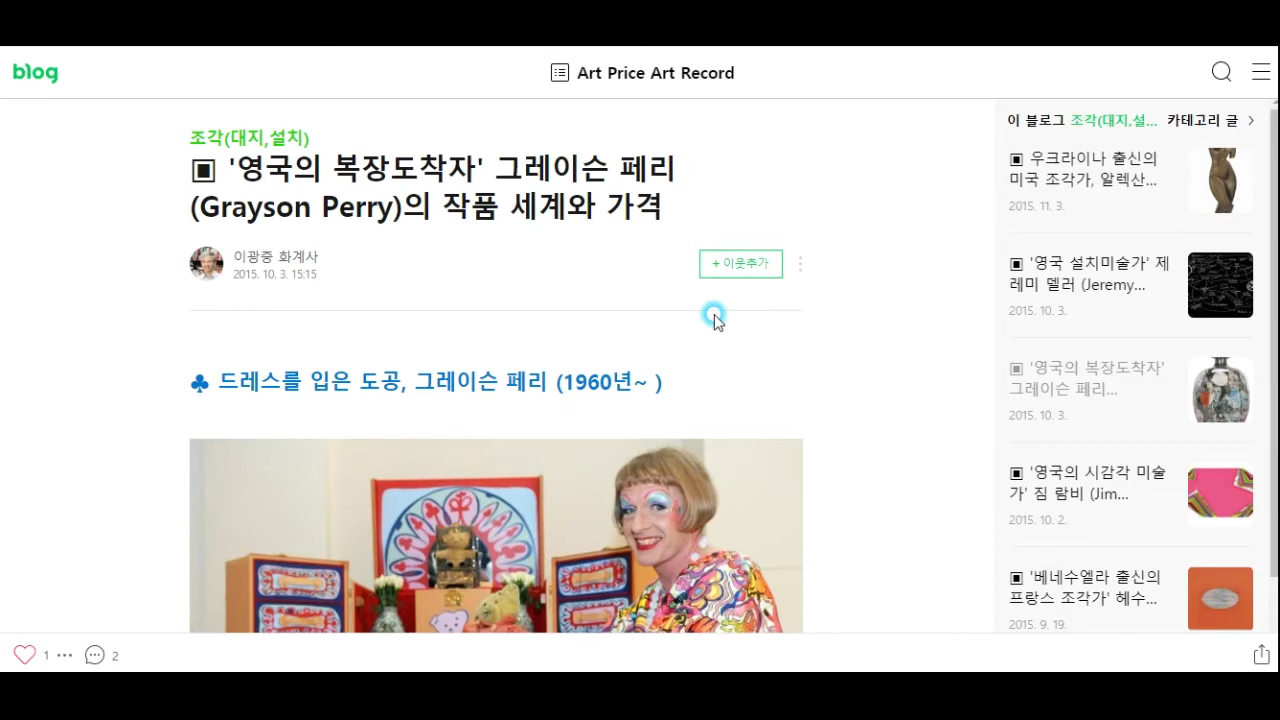 blog
Art Price Art Record
조각(대지,설치)
▣ '영국의 복장도착자' 그레이슨 페리
(Grayson Perry)의 작품 세계와 가격
이광중 화계사
2015. 10. 3. 15:15
+ 이웃추가
♣ 드레스를 입은 도공, 그레이슨 페리 (1960년~ )
이 블로그 조각(대지,설... 카테고리 글
▣ 우크라이나 출신의
미국 조각가, 알렉산...
2015. 11. 3.
▣ '영국 설치미술가' 제
레미 델러 (Jeremy...
2015. 10. 3.
▣ '영국의 복장도착자'
그레이슨 페리...
2015. 10. 3.
▣ '영국의 시감각 미술
가' 짐 람비 (Jim...
2015. 10. 2.
▣ '베네수엘라 출신의
프랑스 조각가' 헤수...
2015. 9. 19.
1
2